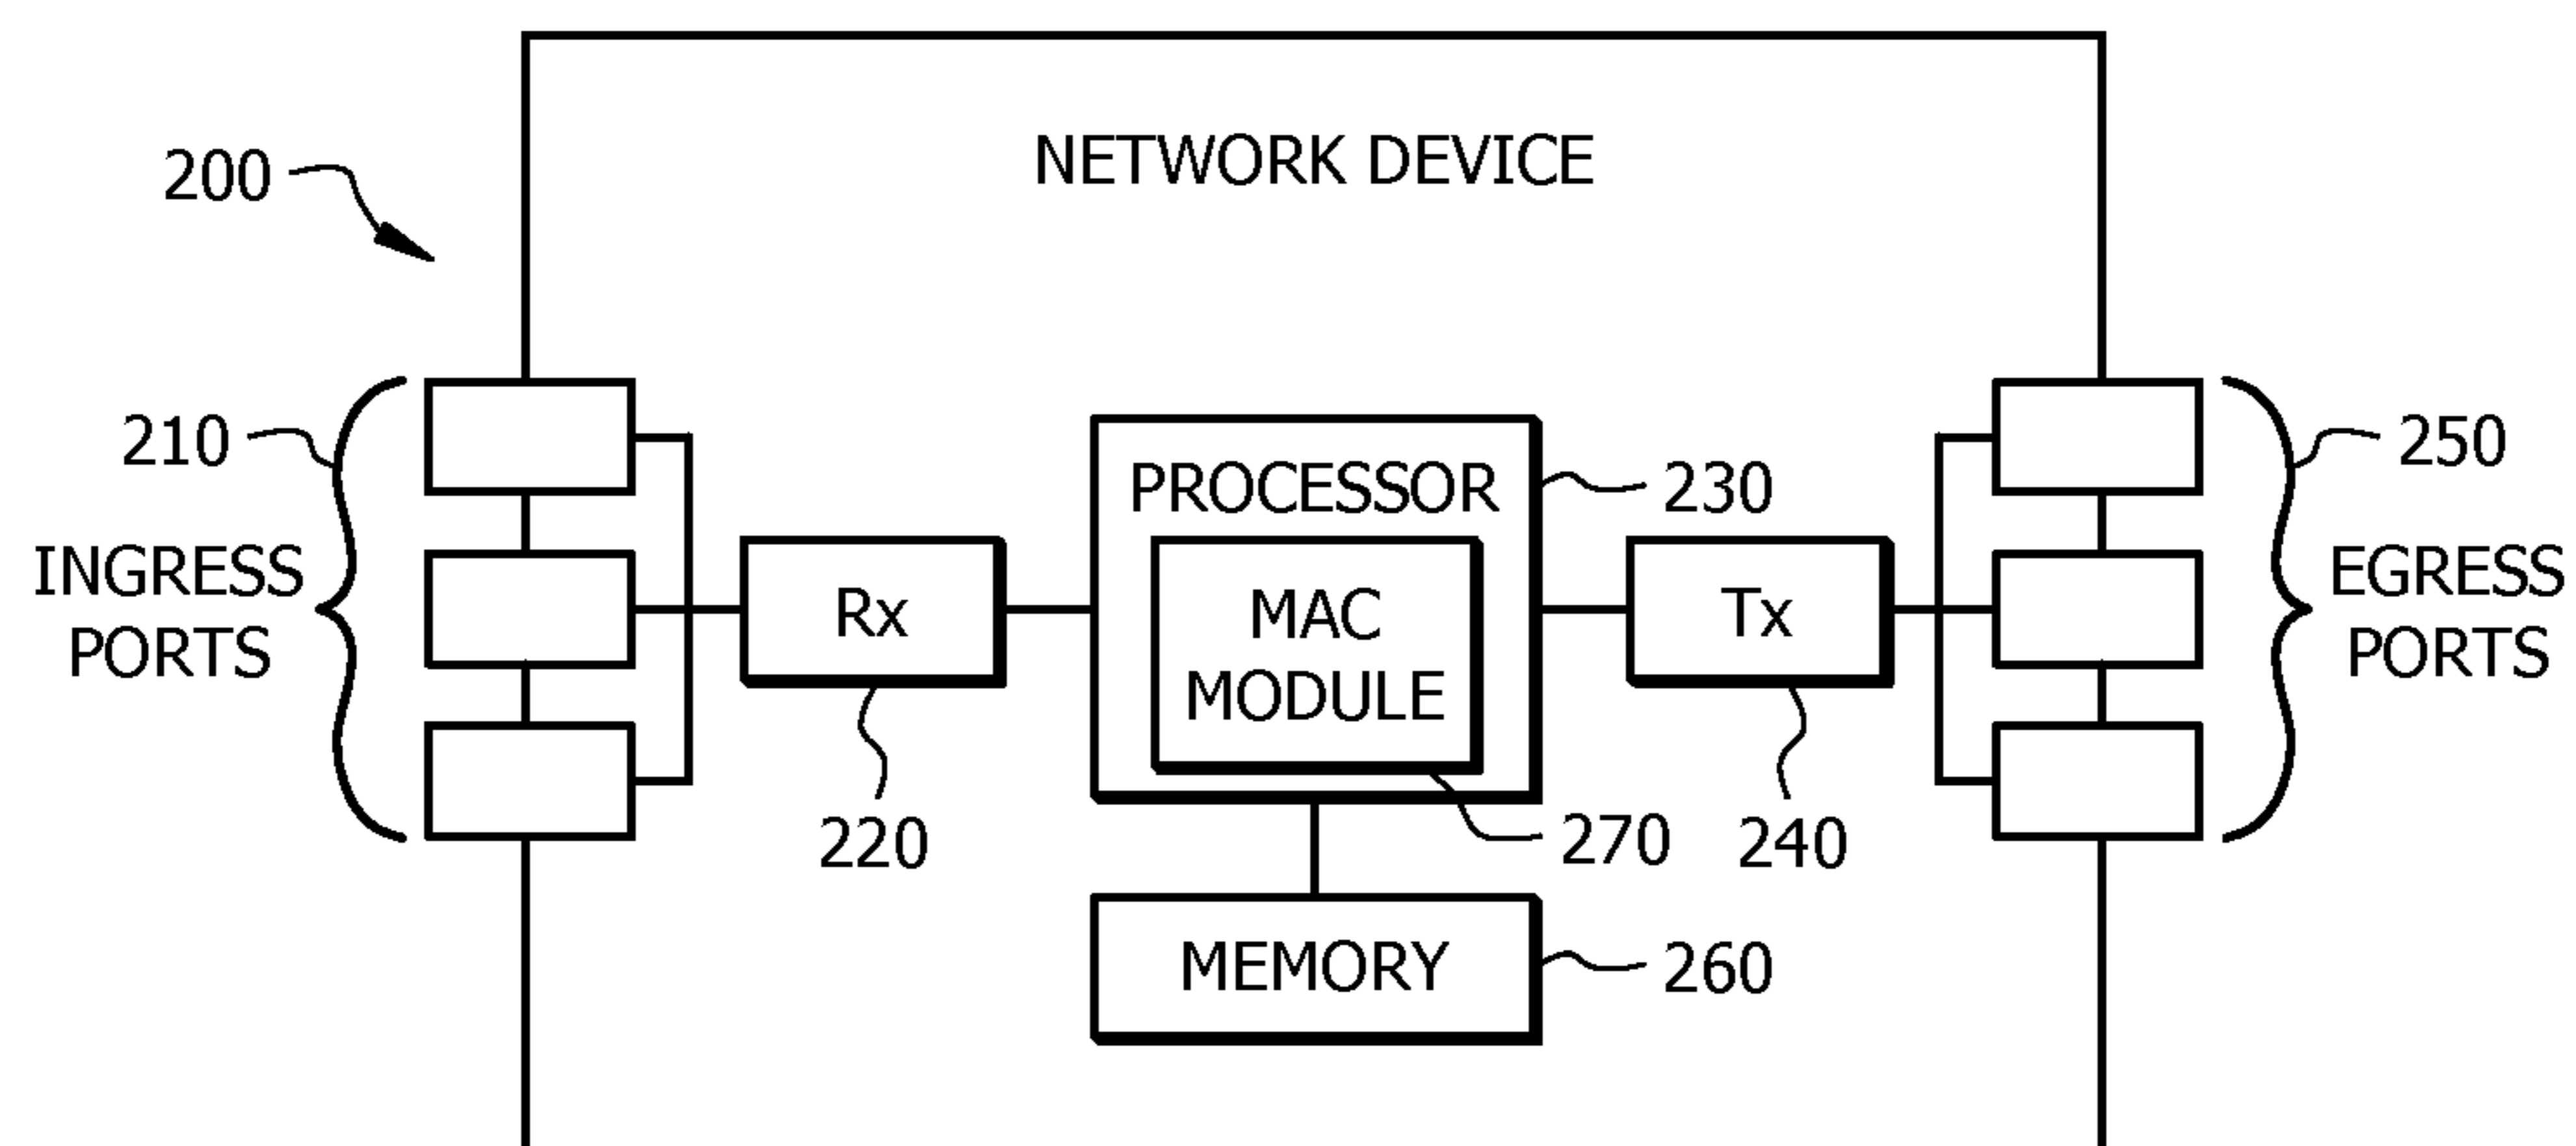 NETWORK DEVICE
200
210
INGRESS
PORTS
Rx
220
PROCESSOR
230
MAC
MODULE
270
Tx
240
250
EGRESS
PORTS
MEMORY
260